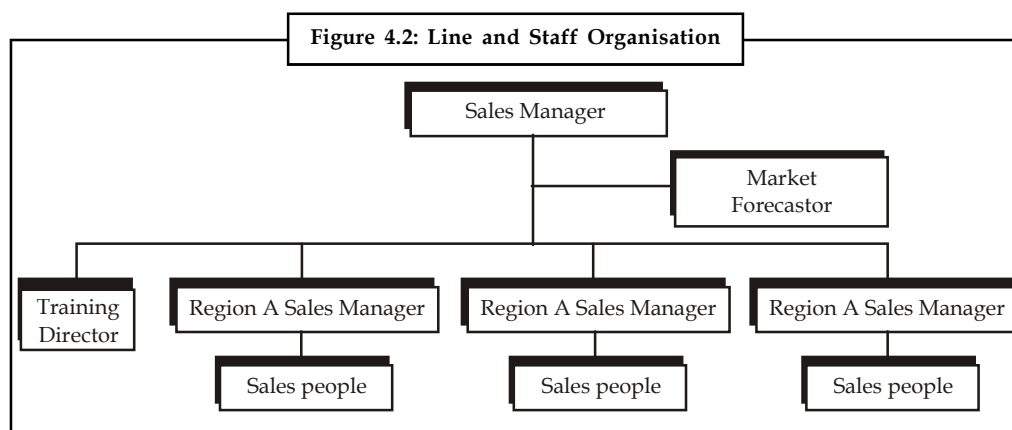 Figure 4.2: Line and Staff Organisation
Sales Manager
Market
Forecastor
Training
Director
Region A Sales Manager
Region A Sales Manager
Region A Sales Manager
Sales people
Sales people
Sales people